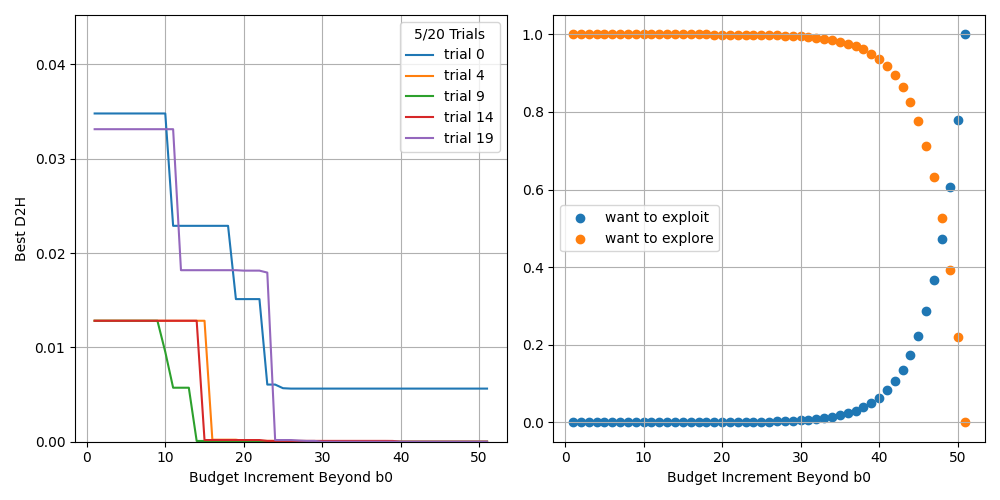 Best D2H
0.04
0.03
0.02
0.01
0.00
0 10 20 30 40 50
Budget Increment Beyond b0
5/20 Trials
trial 0
trial 4
trial 9
trial 14
trial 19
1.0
0.8
0.6
0.4
0.2
0.0
0 10 20 30 40 50
Budget Increment Beyond b0
want to exploit
want to explore